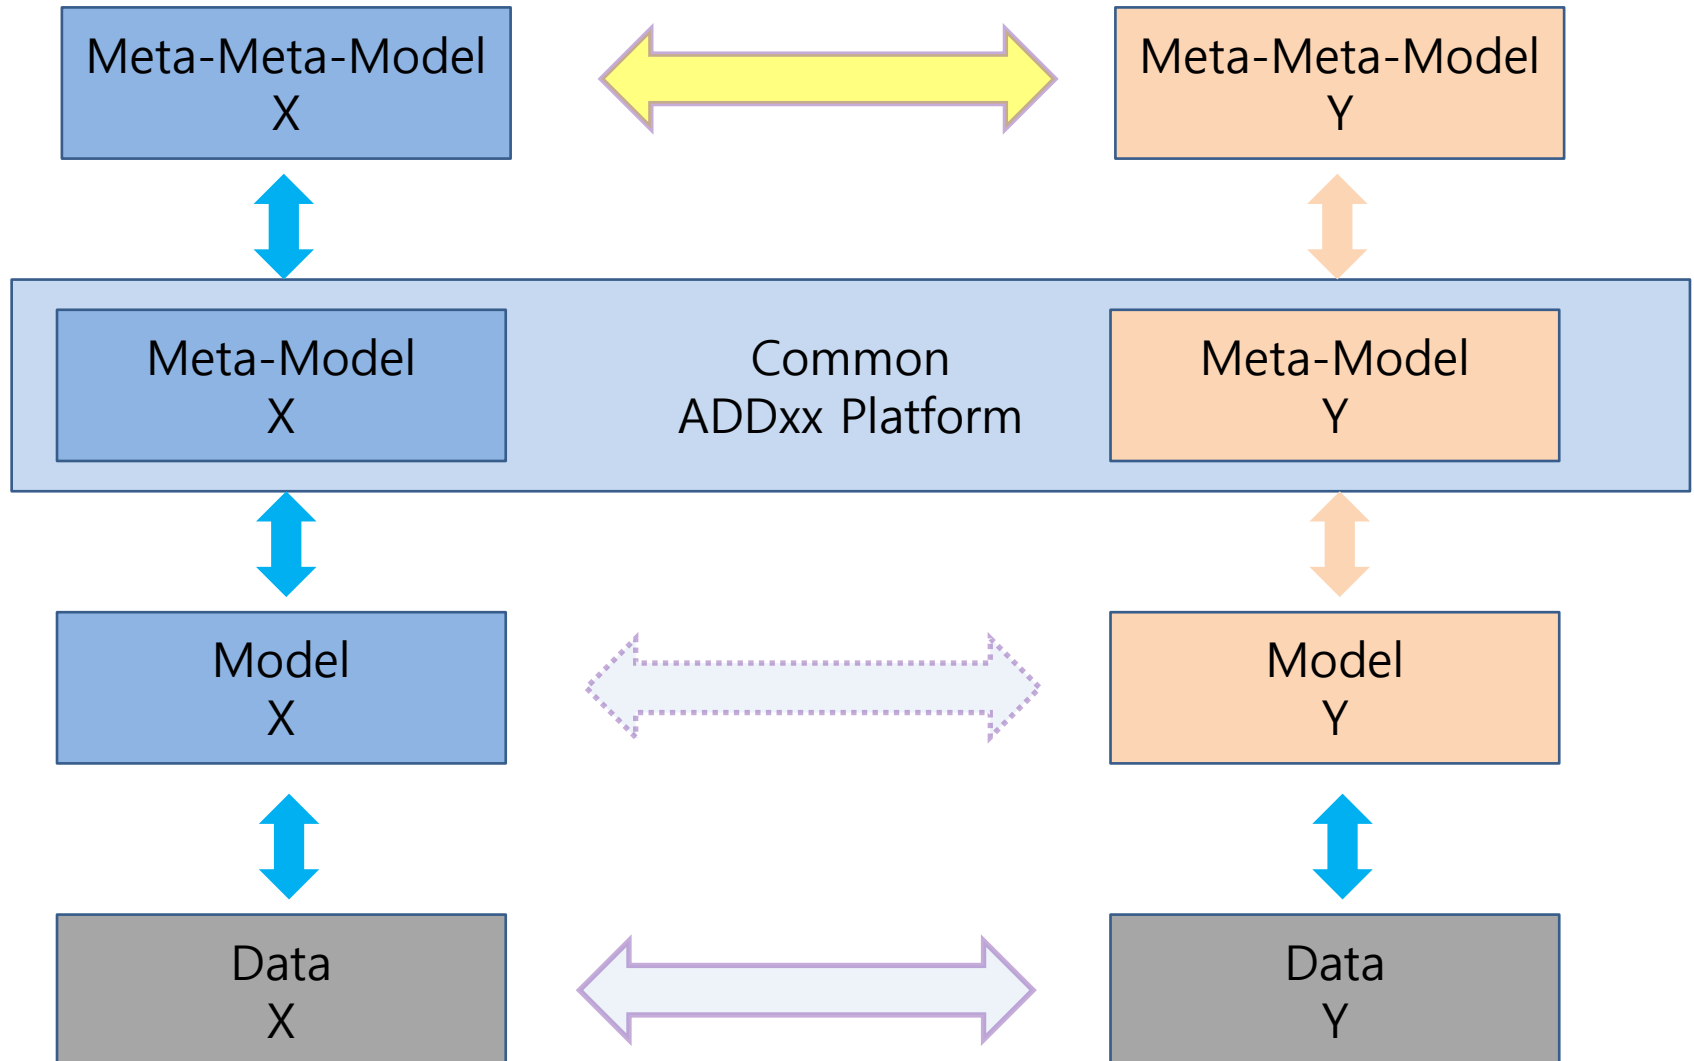 Meta-Meta-Model
X
Meta-Meta-Model
Y
Meta-Model
X
Common
ADDxx Platform
Meta-Model
Y
Model
X
Model
Y
Data
X
Data
Y